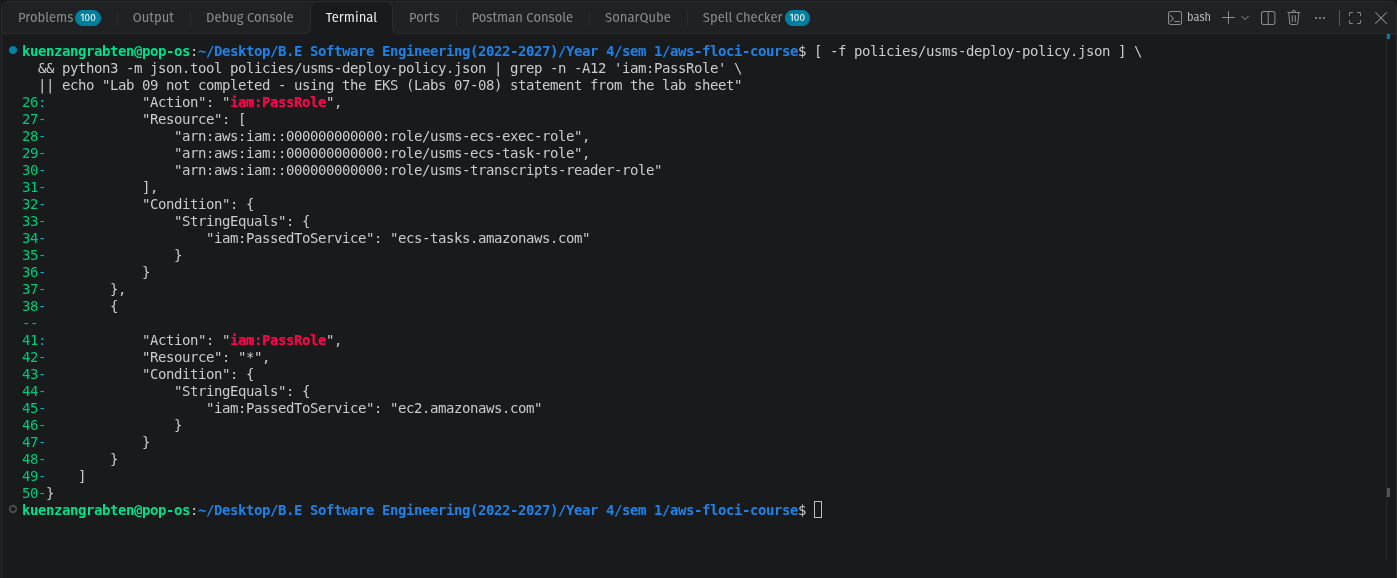 Problems 100 Output Debug Console Terminal Ports Postman Console SonarQube Spell Checker 100 bash
kuenzangrabten@pop-os:~/Desktop/B.E Software Engineering(2022-2027)/Year 4/sem 1/aws-floci-course$ [ -f policies/usms-deploy-policy.json ] \
  && python3 -m json.tool policies/usms-deploy-policy.json | grep -n -A12 'iam:PassRole' \
  || echo "Lab 09 not completed - using the EKS (Labs 07-08) statement from the lab sheet"
26:            "Action": "iam:PassRole",
27-            "Resource": [
28-                "arn:aws:iam::000000000000:role/usms-ecs-exec-role",
29-                "arn:aws:iam::000000000000:role/usms-ecs-task-role",
30-                "arn:aws:iam::000000000000:role/usms-transcripts-reader-role"
31-            ],
32-            "Condition": {
33-                "StringEquals": {
34-                    "iam:PassedToService": "ecs-tasks.amazonaws.com"
35-                }
36-            }
37-        },
38-        {
--
41:            "Action": "iam:PassRole",
42-            "Resource": "*",
43-            "Condition": {
44-                "StringEquals": {
45-                    "iam:PassedToService": "ec2.amazonaws.com"
46-                }
47-            }
48-        }
49-    ]
50-}
kuenzangrabten@pop-os:~/Desktop/B.E Software Engineering(2022-2027)/Year 4/sem 1/aws-floci-course$